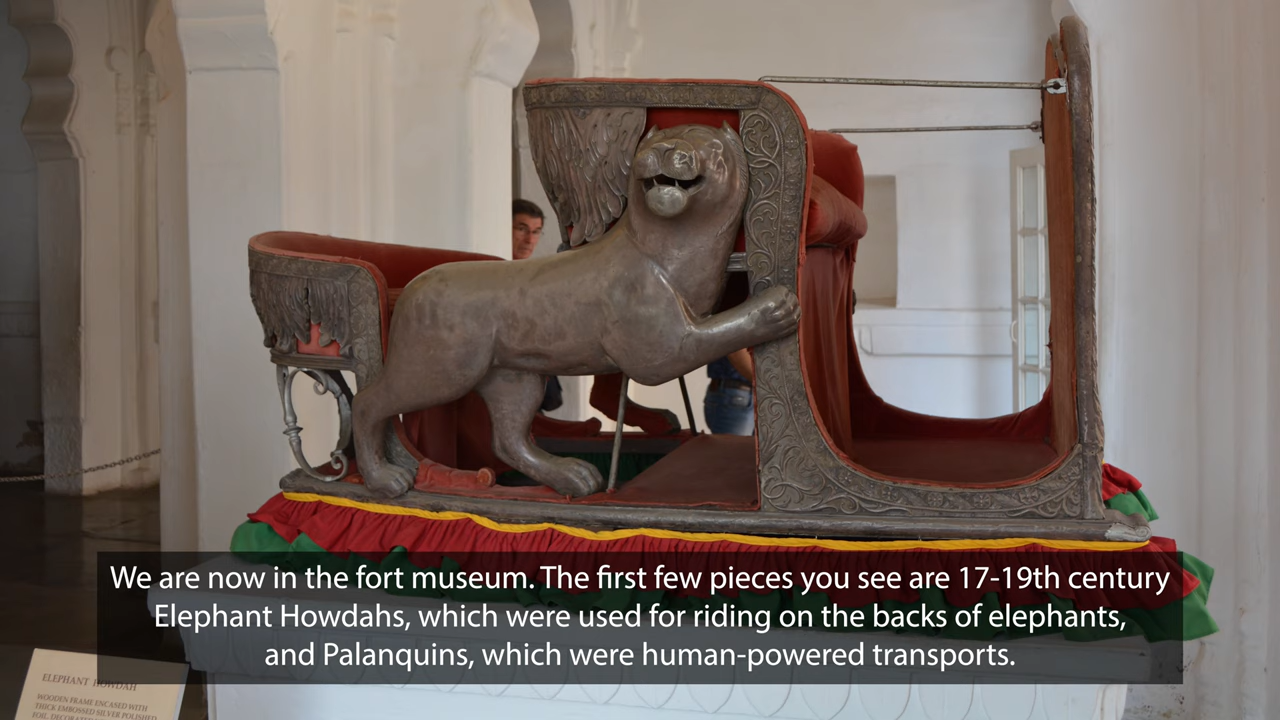 We are now in the fort museum. The first few pieces you see are 17-19th century
Elephant Howdahs, which were used for riding on the backs of elephants,
and Palanquins, which were human-powered transports.
ELEPHANT HOWDAH
WOODEN FRAME ENCASED WITH
THICK EMBOSSED SILVER POLISHED
FOIL